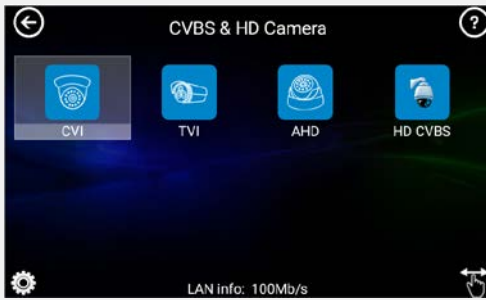 CVBS & HD Camera
?
CVI
TVI
AHD
HD CVBS
LAN info: 100Mb/s